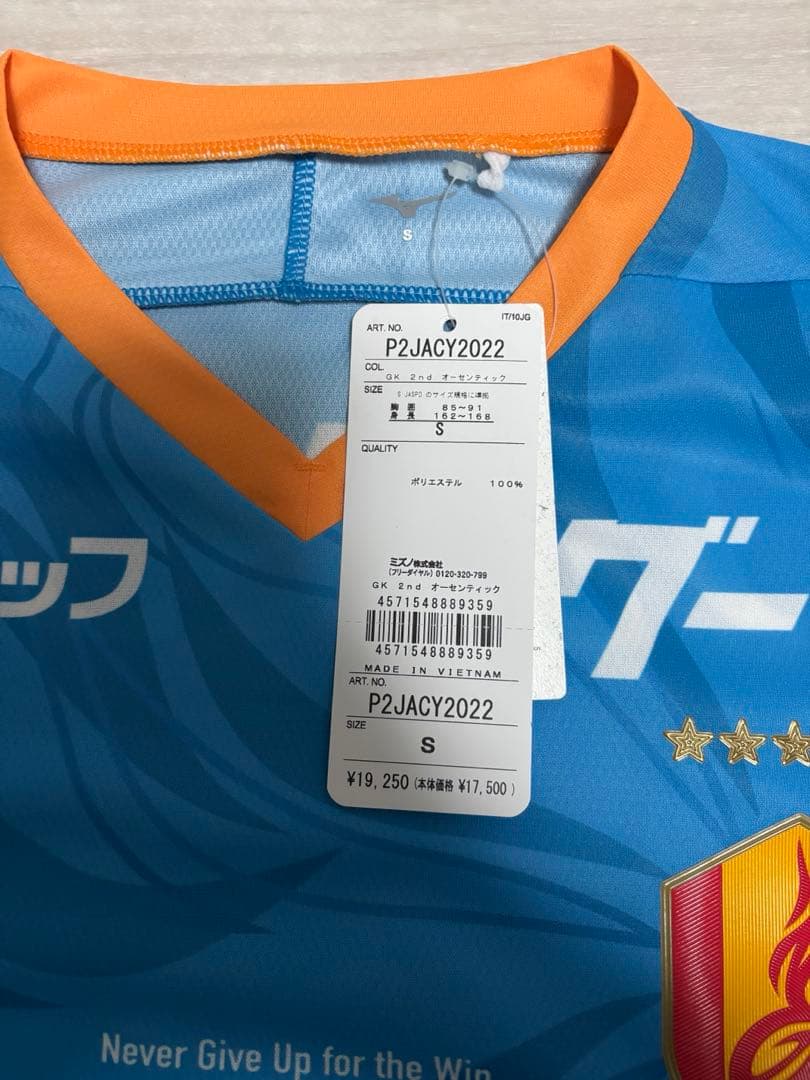 S
IT/10JG
ART. NO.
P2JACY2022
COL.
GK 2nd オーセンティック
SIZE
S:JASPO のサイズ規格に準拠
胸 囲 85～91
身 長 162～168
S
QUALITY
ポリエステル 100%
ミズノ株式会社
(フリーダイヤル) 0120-320-799
GK 2nd オーセンティック
4571548889359
4571548889359
MADE IN VIETNAM
ART. NO.
P2JACY2022
SIZE
S
¥19,250 (本体価格 ¥17,500)
ップ
グー
Never Give Up for the Win